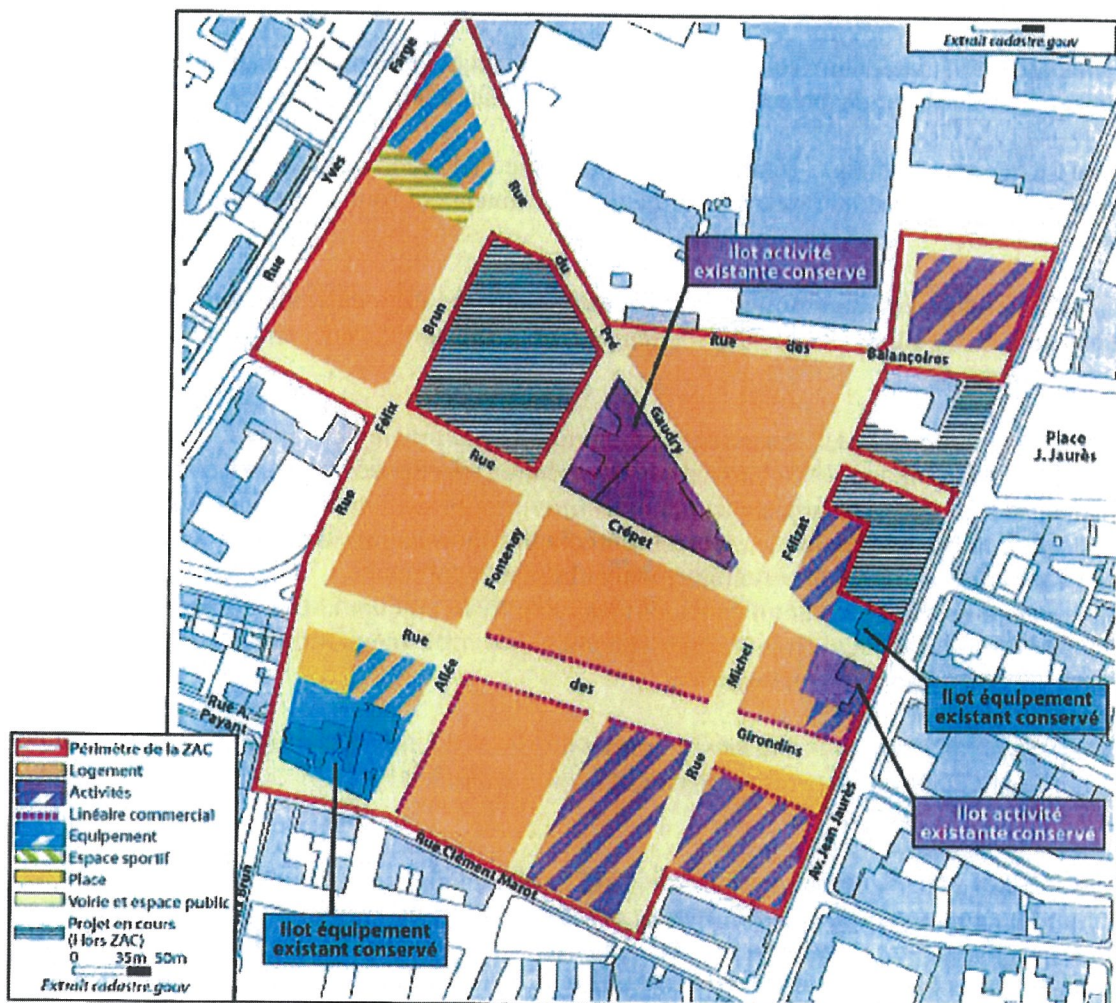 Extrait cadastre.gouv
Rue Yves Farge
Rue du Pré Gaudry
Ilot activité
existante conservé
Rue des Balançoires
Place
J. Jaurès
Rue Félix Brun
Rue Crépet
Allée Fontenay
Rue Michel Félizat
Rue des Girondins
Ilot équipement
existant conservé
Rue A.
Payant
Av. Jean Jaurès
Ilot activité
existante conservé
Rue Clément Marot
Brun
Ilot équipement
existant conservé
Périmètre de la ZAC
Logement
Activités
Linéaire commercial
Equipement
Espace sportif
Place
Voirie et espace public
Projet en cours
(Hors ZAC)
0 35m 50m
Extrait cadastre.gouv